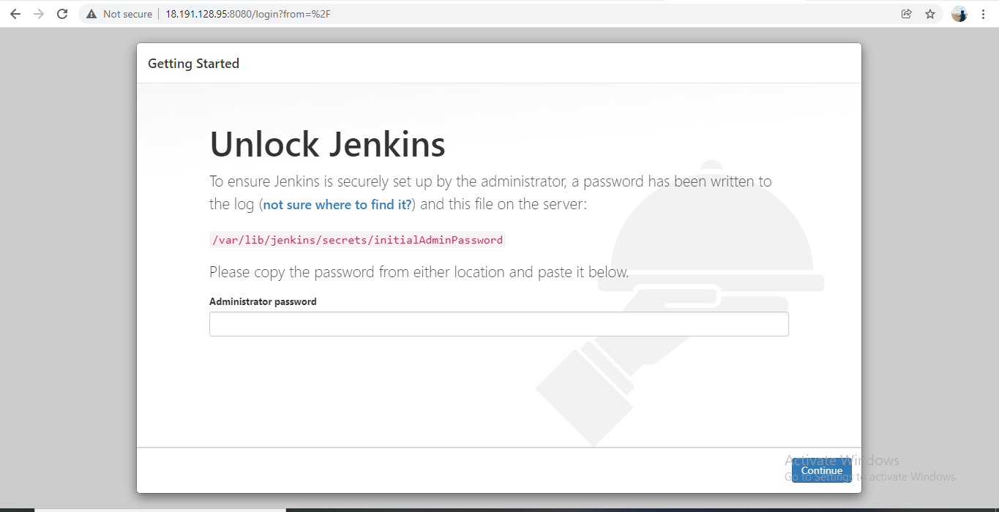 Not secure | 18.191.128.95:8080/login?from=%2F
Getting Started
Unlock Jenkins
To ensure Jenkins is securely set up by the administrator, a password has been written to
the log (not sure where to find it?) and this file on the server:
/var/lib/jenkins/secrets/initialAdminPassword
Please copy the password from either location and paste it below.
Administrator password
Activate Windows
Continue
Go to Settings to activate Windows.